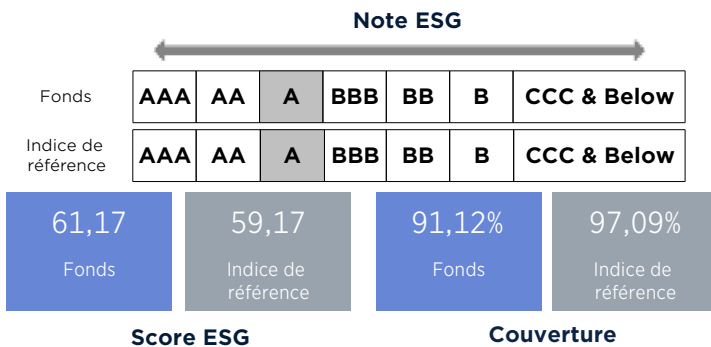 Note ESG
Fonds AAA AA A BBB BB B CCC & Below
Indice de
référence AAA AA A BBB BB B CCC & Below
61,17 59,17 91,12% 97,09%
Fonds Indice de Fonds Indice de
référence référence
Score ESG Couverture